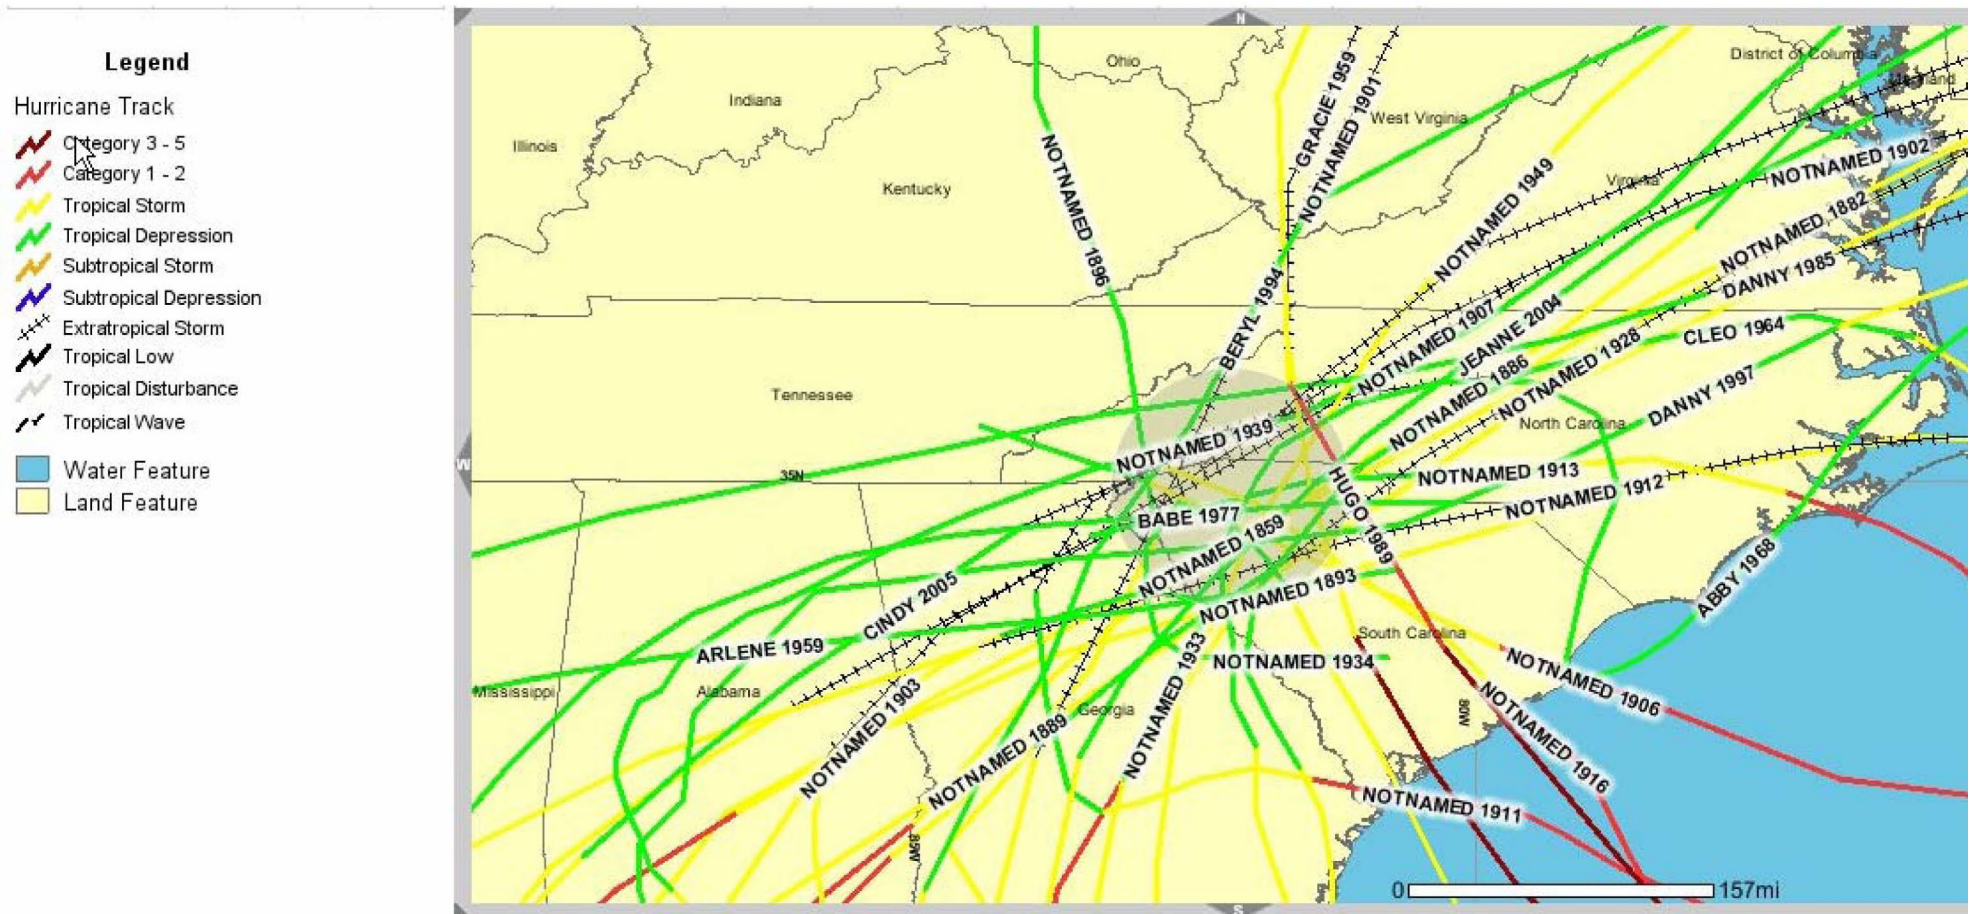 Legend
Hurricane Track
Category 3 - 5
Category 1 - 2
Tropical Storm
Tropical Depression
Subtropical Storm
Subtropical Depression
Extratropical Storm
Tropical Low
Tropical Disturbance
Tropical Wave
Water Feature
Land Feature
N
Ohio
District of Columbia
Maryland
Indiana
GRACIE 1959
NOTNAMED 1901
West Virginia
Illinois
NOTNAMED 1896
Kentucky
NOTNAMED 1949
Virginia
NOTNAMED 1902
NOTNAMED 1882
DANNY 1985
BERYL 1994
NOTNAMED 1907
JEANNE 2004
CLEO 1964
NOTNAMED 1886
NOTNAMED 1928
Tennessee
DANNY 1997
North Carolina
NOTNAMED 1939
W
35N
NOTNAMED 1913
NOTNAMED 1912
HUGO 1989
BABE 1977
NOTNAMED 1859
NOTNAMED 1893
ABBY 1968
CINDY 2005
ARLENE 1959
South Carolina
NOTNAMED 1934
NOTNAMED 1933
NOTNAMED 1906
Mississippi
Alabama
Georgia
80W
NOTNAMED 1903
NOTNAMED 1889
NOTNAMED 1916
NOTNAMED 1911
85W
0 157mi
S